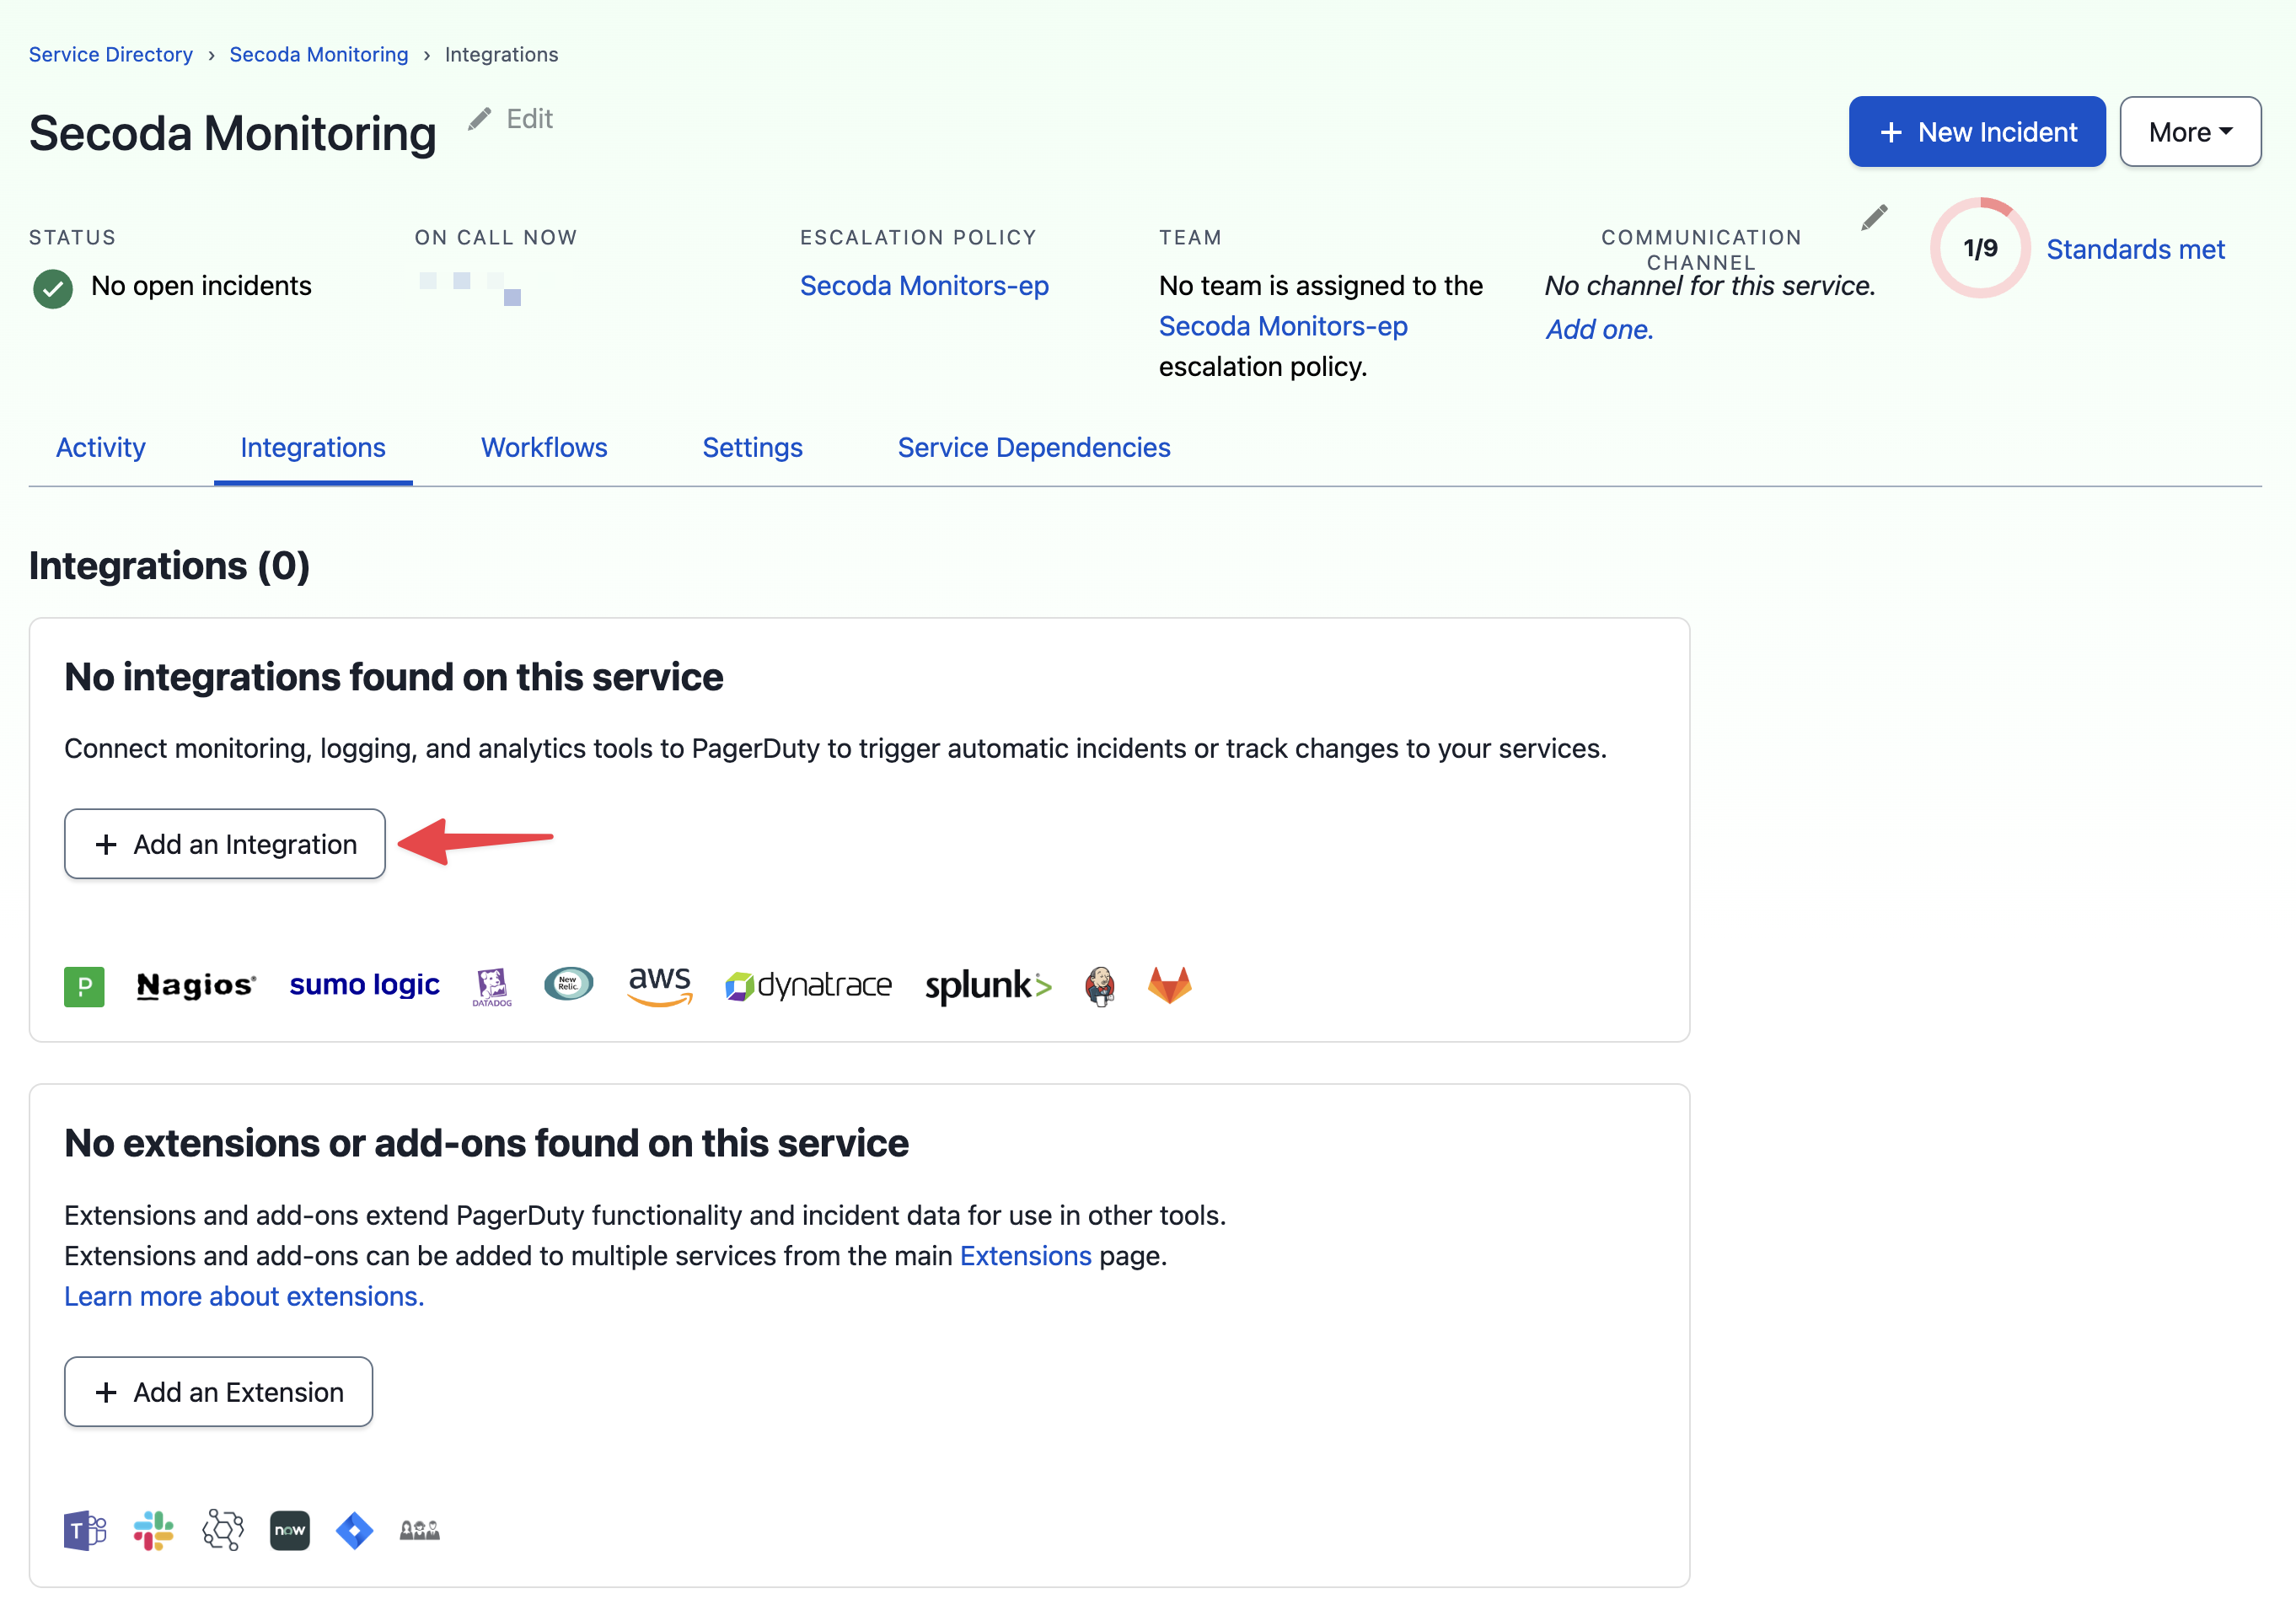 Service Directory › Secoda Monitoring › Integrations
Secoda Monitoring
Edit
+ New Incident
More
STATUS
No open incidents
ON CALL NOW
ESCALATION POLICY
Secoda Monitors-ep
TEAM
No team is assigned to the
Secoda Monitors-ep
escalation policy.
COMMUNICATION
CHANNEL
No channel for this service.
Add one.
1/9
Standards met
Activity
Integrations
Workflows
Settings
Service Dependencies
Integrations (0)
No integrations found on this service
Connect monitoring, logging, and analytics tools to PagerDuty to trigger automatic incidents or track changes to your services.
+ Add an Integration
P
Nagios®
sumo logic
DATADOG
New
Relic.
aws
dynatrace
splunk>
No extensions or add-ons found on this service
Extensions and add-ons extend PagerDuty functionality and incident data for use in other tools.
Extensions and add-ons can be added to multiple services from the main Extensions page.
Learn more about extensions.
+ Add an Extension
T
now